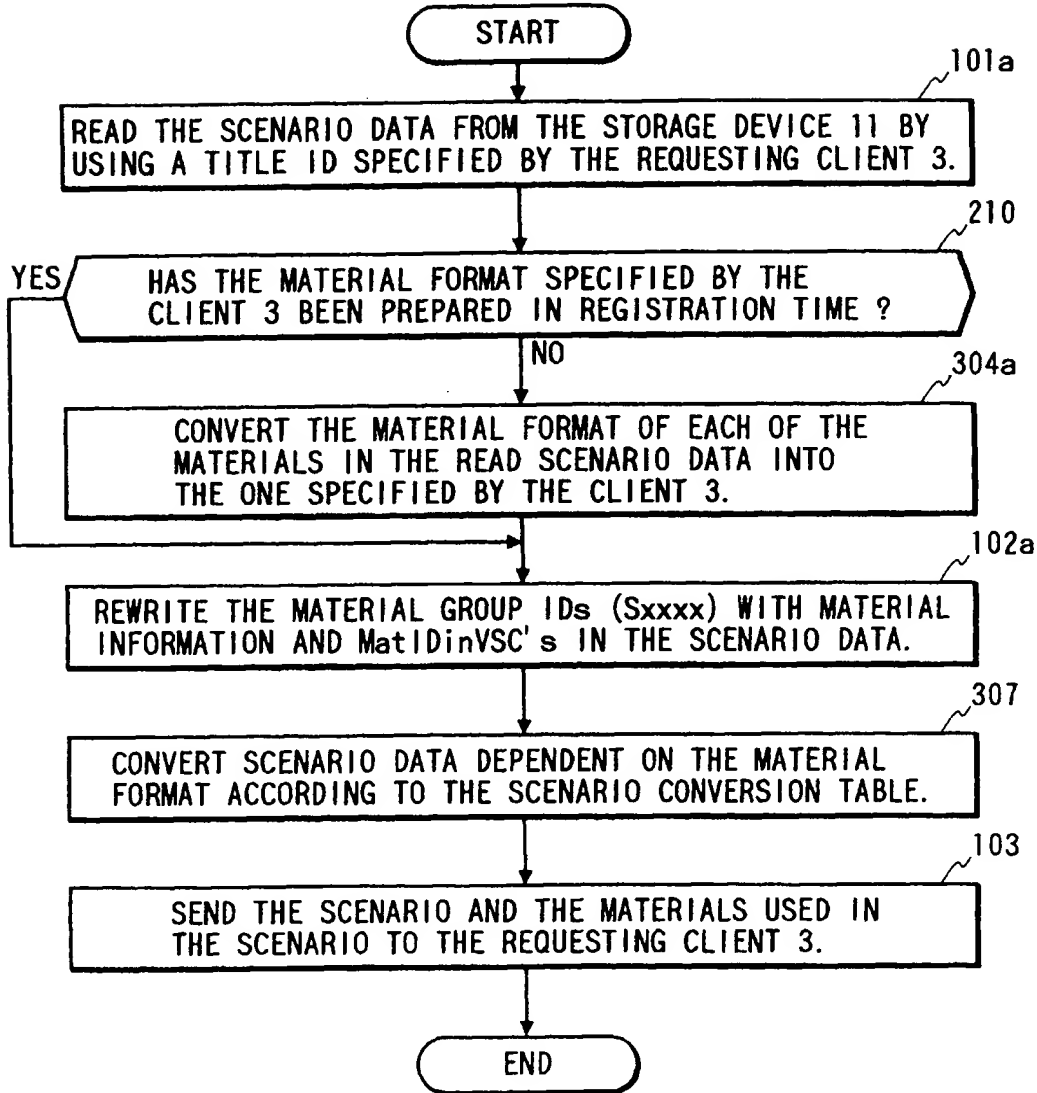 START
101a
READ THE SCENARIO DATA FROM THE STORAGE DEVICE 11 BY
USING A TITLE ID SPECIFIED BY THE REQUESTING CLIENT 3.
210
YES
HAS THE MATERIAL FORMAT SPECIFIED BY THE
CLIENT 3 BEEN PREPARED IN REGISTRATION TIME ?
NO
304a
CONVERT THE MATERIAL FORMAT OF EACH OF THE
MATERIALS IN THE READ SCENARIO DATA INTO
THE ONE SPECIFIED BY THE CLIENT 3.
102a
REWRITE THE MATERIAL GROUP IDs (Sxxxx) WITH MATERIAL
INFORMATION AND MatIDinVSC's IN THE SCENARIO DATA.
307
CONVERT SCENARIO DATA DEPENDENT ON THE MATERIAL
FORMAT ACCORDING TO THE SCENARIO CONVERSION TABLE.
103
SEND THE SCENARIO AND THE MATERIALS USED IN
THE SCENARIO TO THE REQUESTING CLIENT 3.
END